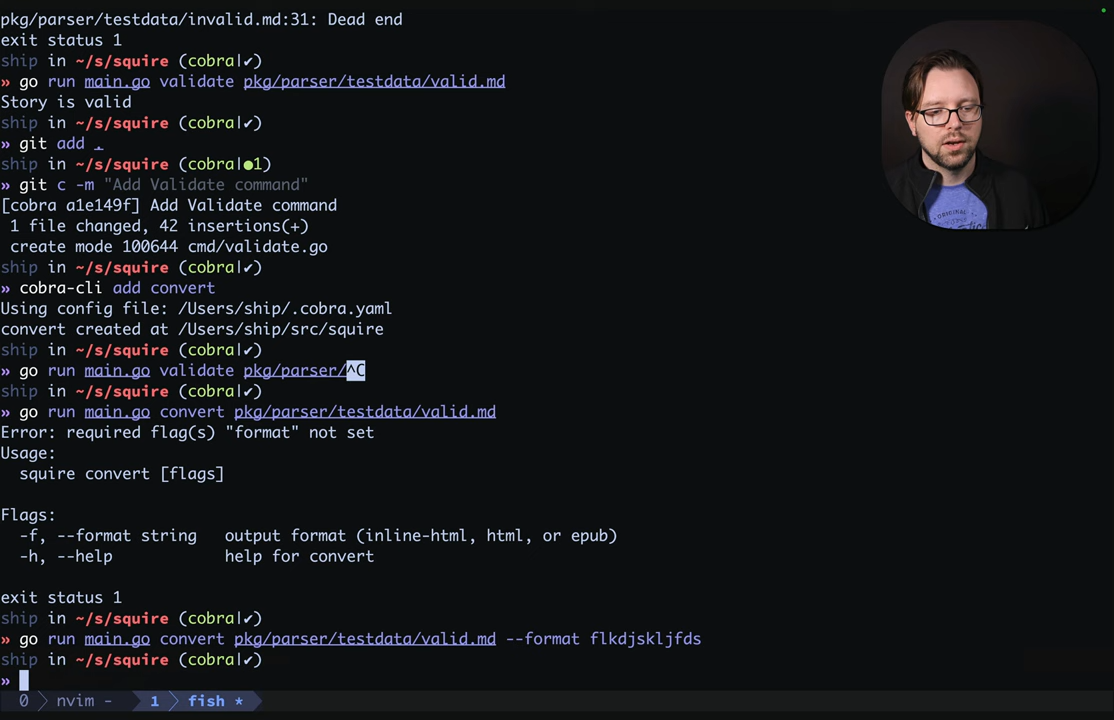 pkg/parser/testdata/invalid.md:31: Dead end
exit status 1
ship in ~/s/squire (cobra|✔)
» go run main.go validate pkg/parser/testdata/valid.md
Story is valid
ship in ~/s/squire (cobra|✔)
» git add .
ship in ~/s/squire (cobra|●1)
» git c -m "Add Validate command"
[cobra a1e149f] Add Validate command
 1 file changed, 42 insertions(+)
 create mode 100644 cmd/validate.go
ship in ~/s/squire (cobra|✔)
» cobra-cli add convert
Using config file: /Users/ship/.cobra.yaml
convert created at /Users/ship/src/squire
ship in ~/s/squire (cobra|✔)
» go run main.go validate pkg/parser/^C
ship in ~/s/squire (cobra|✔)
» go run main.go convert pkg/parser/testdata/valid.md
Error: required flag(s) "format" not set
Usage:
  squire convert [flags]

Flags:
  -f, --format string   output format (inline-html, html, or epub)
  -h, --help            help for convert

exit status 1
ship in ~/s/squire (cobra|✔)
» go run main.go convert pkg/parser/testdata/valid.md --format flkdjskljfds
ship in ~/s/squire (cobra|✔)
»
0 nvim - 1 fish *
ORIGINAL